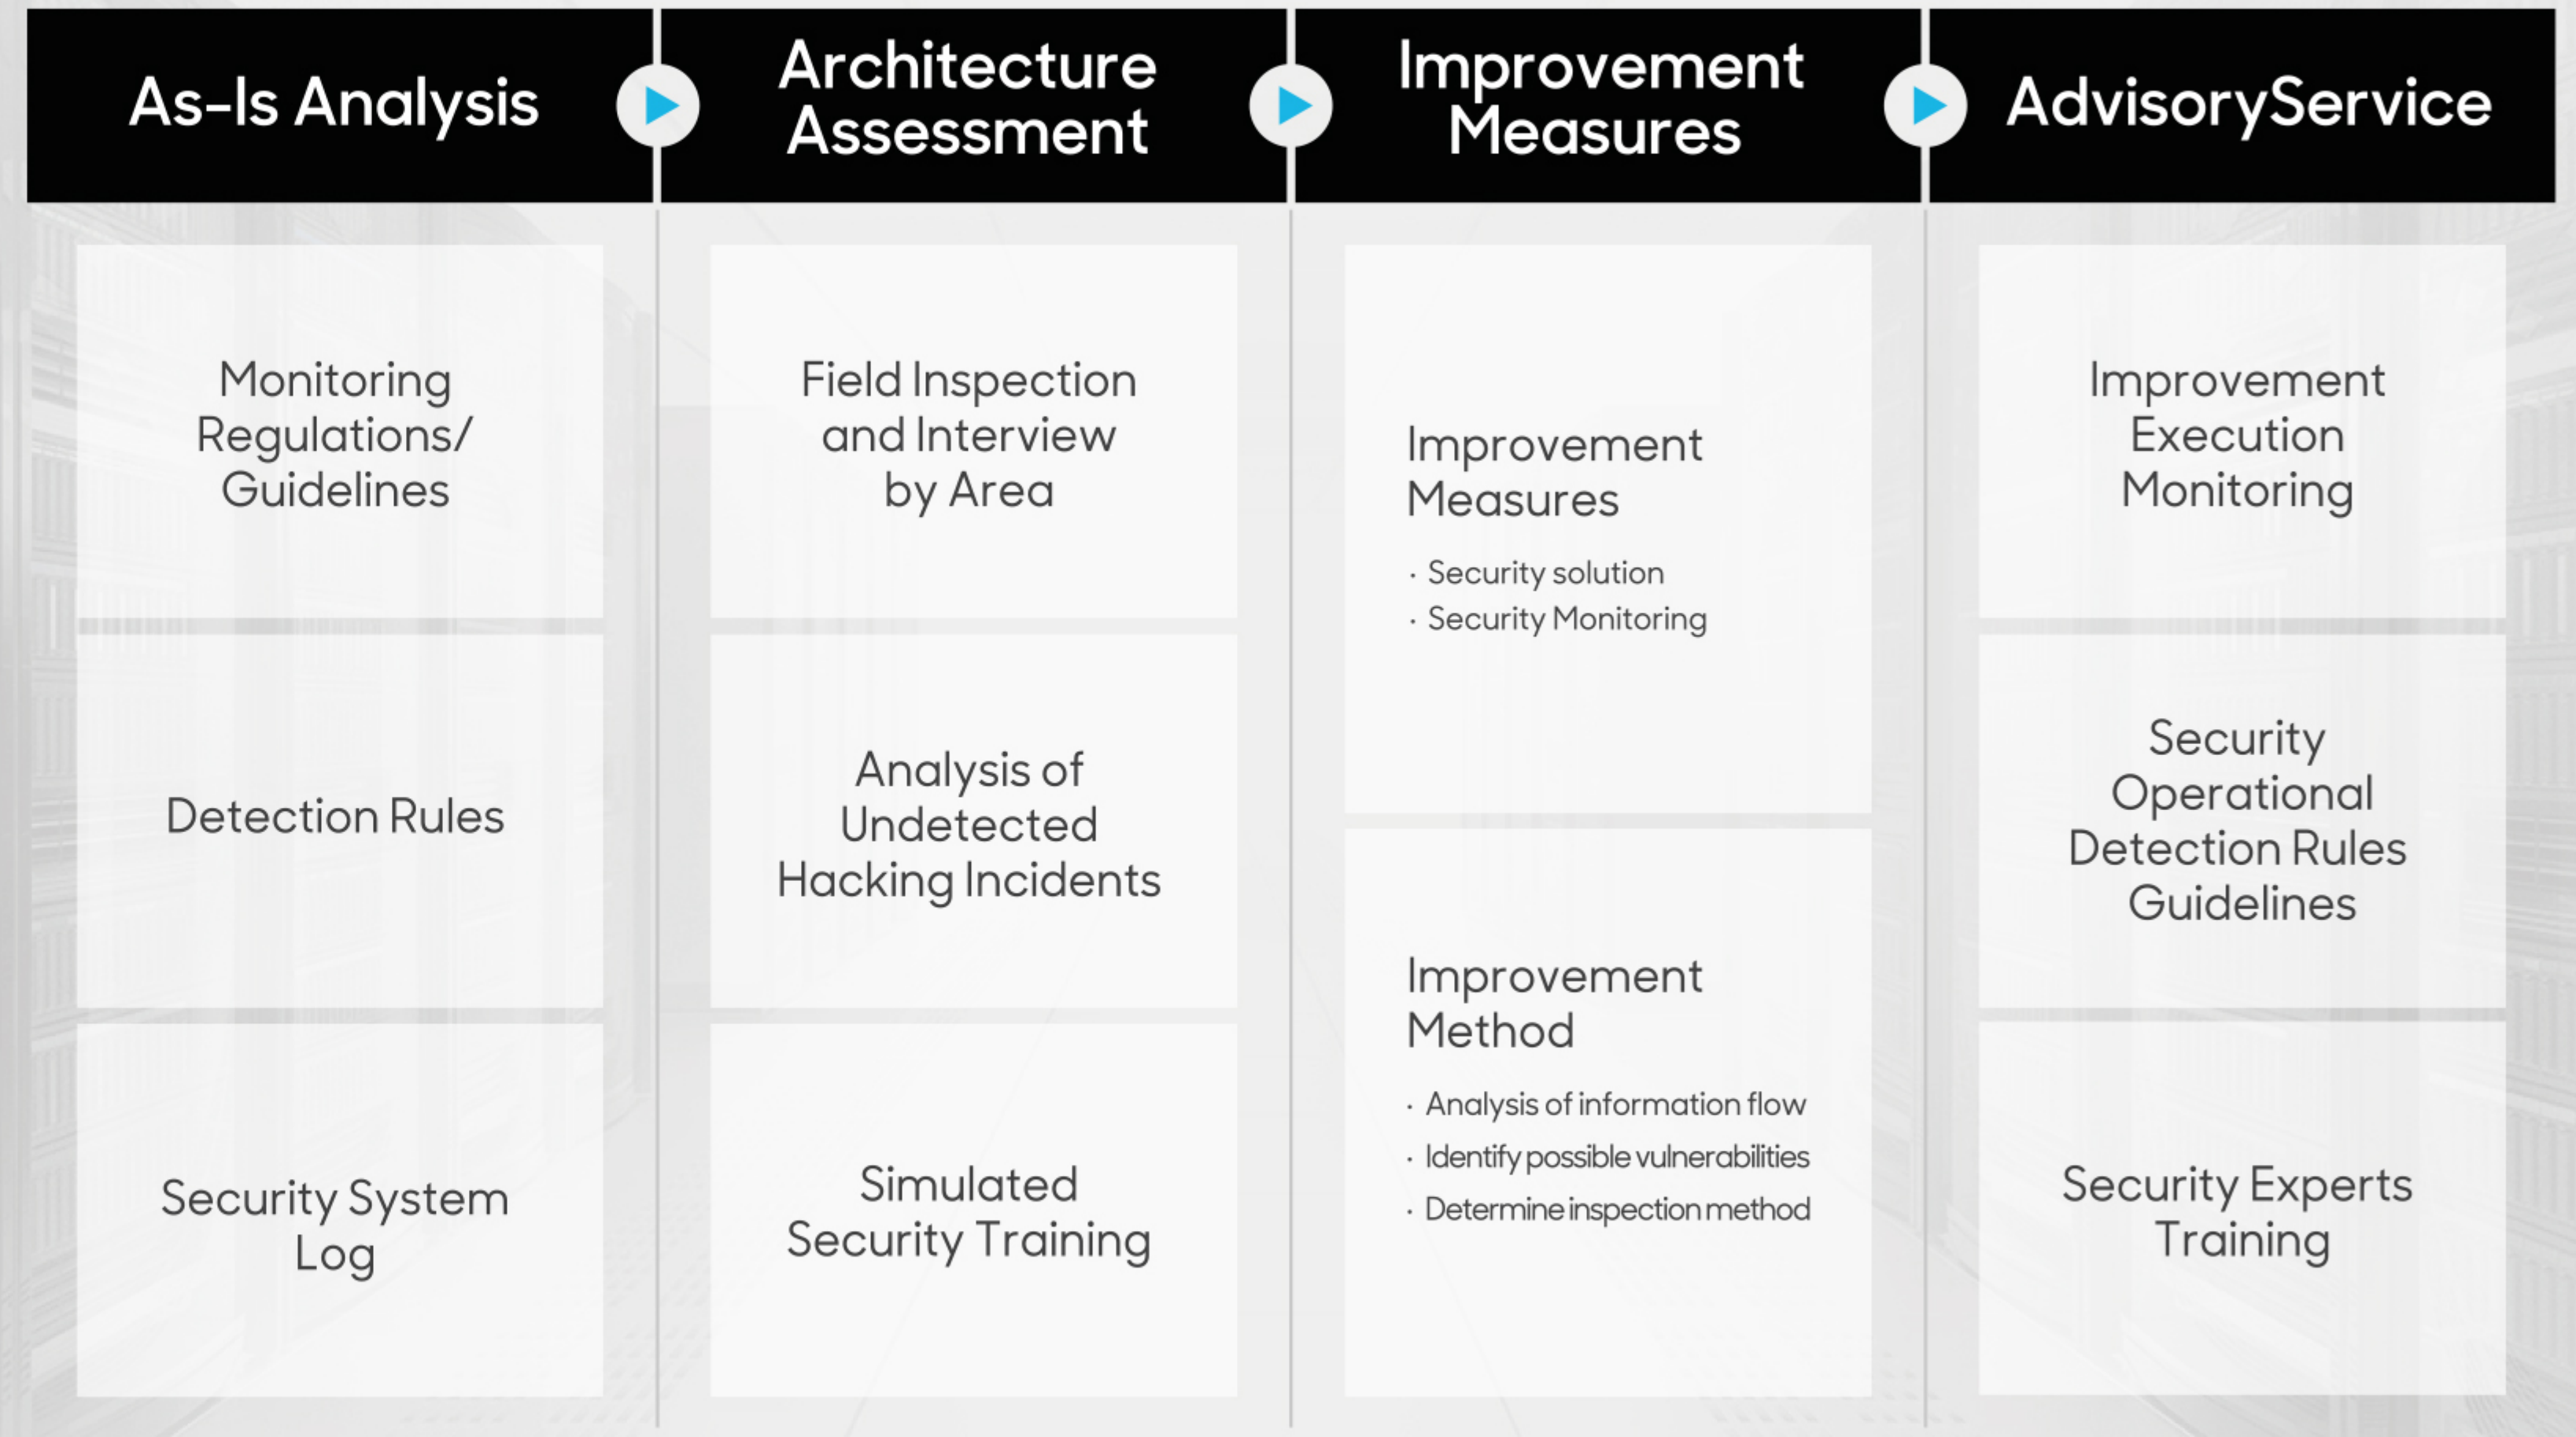 As-Is Analysis
Architecture
Assessment
Improvement
Measures
AdvisoryService
Monitoring
Regulations/
Guidelines
Detection Rules
Security System
Log
Field Inspection
and Interview
by Area
Analysis of
Undetected
Hacking Incidents
Simulated
Security Training
Improvement
Measures
· Security solution
· Security Monitoring
Improvement
Method
· Analysis of information flow
· Identify possible vulnerabilities
· Determine inspection method
Improvement
Execution
Monitoring
Security
Operational
Detection Rules
Guidelines
Security Experts
Training